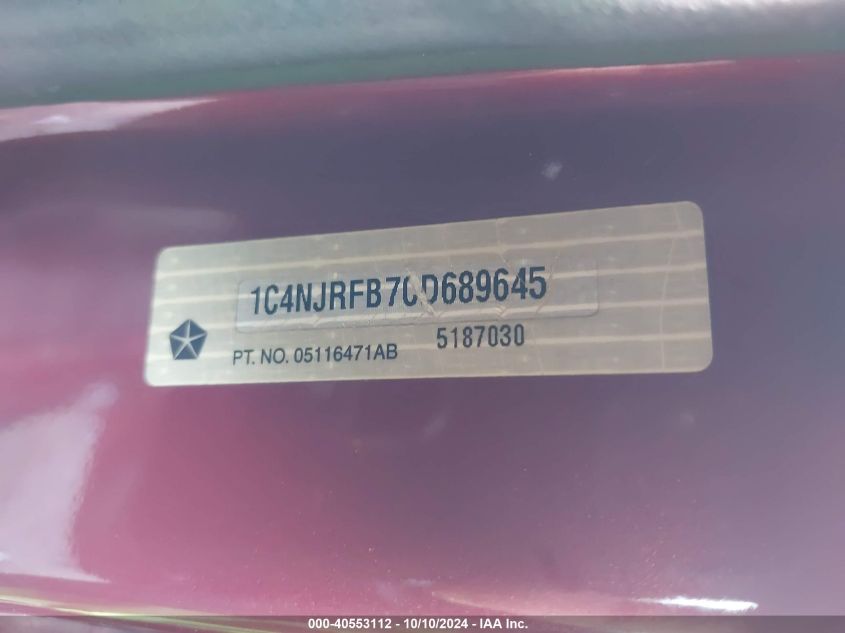 1C4NJRFB7CD689645
PT. NO. 05116471AB 5187030
000-40553112 - 10/10/2024 - IAA Inc.